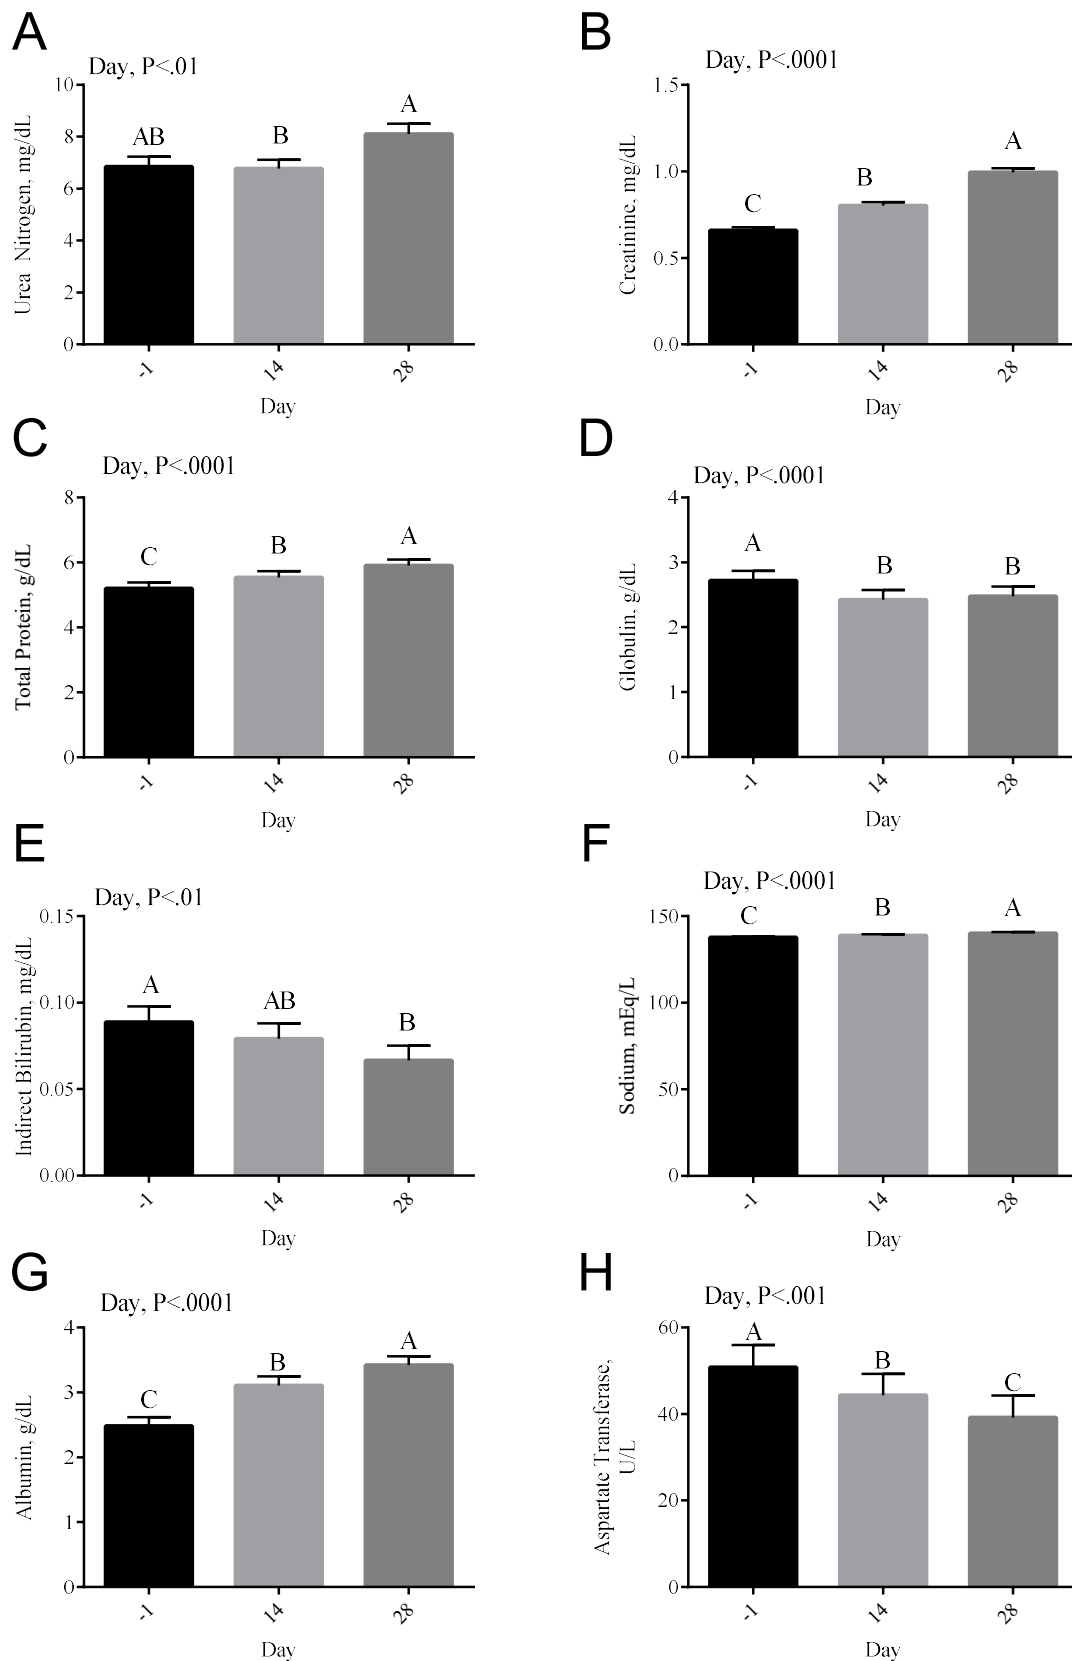 A
Day, P<.01
Urea Nitrogen, mg/dL
10
8
6
4
2
0
AB
B
A
-1
14
28
Day
B
Day, P<.0001
Creatinine, mg/dL
1.5
1.0
0.5
0.0
C
B
A
-1
14
28
Day
C
Day, P<.0001
Total Protein, g/dL
8
6
4
2
0
C
B
A
-1
14
28
Day
D
Day, P<.0001
Globulin, g/dL
4
3
2
1
0
A
B
B
-1
14
28
Day
E
Day, P<.01
Indirect Bilirubin, mg/dL
0.15
0.10
0.05
0.00
A
AB
B
-1
14
28
Day
F
Day, P<.0001
Sodium, mEq/L
150
100
50
0
C
B
A
-1
14
28
Day
G
Day, P<.0001
Albumin, g/dL
4
3
2
1
0
C
B
A
-1
14
28
Day
H
Day, P<.001
Aspartate Transferase,
U/L
60
40
20
0
A
B
C
-1
14
28
Day